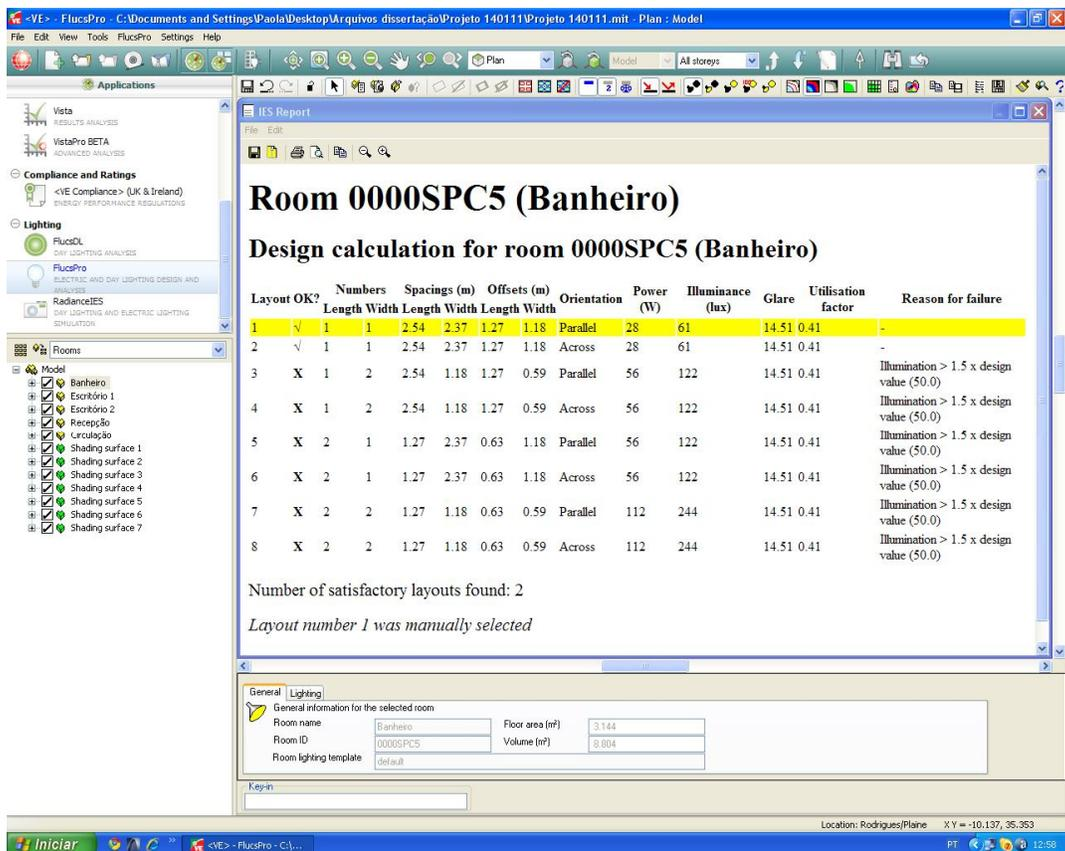 <VE> - FlucsPro - C:\Documents and Settings\Paola\Desktop\Arquivos dissertação\Projeto 140111\Projeto 140111.mit - Plan : Model
File Edit View Tools FlucsPro Settings Help
Plan Model All storeys
Applications
Vista
RESULTS ANALYSIS
VistaPro BETA
ADVANCED ANALYSIS
Compliance and Ratings
<VE Compliance> (UK & Ireland)
ENERGY PERFORMANCE REGULATIONS
Lighting
FlucsDL
DAY LIGHTING ANALYSIS
FlucsPro
ELECTRIC AND DAY LIGHTING DESIGN AND
ANALYSIS
RadianceIES
DAY LIGHTING AND ELECTRIC LIGHTING
SIMULATION
Rooms
Model
Banheiro
Escritório 1
Escritório 2
Recepção
Circulação
Shading surface 1
Shading surface 2
Shading surface 3
Shading surface 4
Shading surface 5
Shading surface 6
Shading surface 7
IES Report
File Edit
Room 0000SPC5 (Banheiro)
Design calculation for room 0000SPC5 (Banheiro)
Layout OK? Numbers Spacings (m) Offsets (m) Orientation Power (W) Illuminance (lux) Glare Utilisation factor Reason for failure
Length Width Length Width Length Width
1 √ 1 1 2.54 2.37 1.27 1.18 Parallel 28 61 14.51 0.41 -
2 √ 1 1 2.54 2.37 1.27 1.18 Across 28 61 14.51 0.41 -
3 X 1 2 2.54 1.18 1.27 0.59 Parallel 56 122 14.51 0.41 Illumination > 1.5 x design
value (50.0)
4 X 1 2 2.54 1.18 1.27 0.59 Across 56 122 14.51 0.41 Illumination > 1.5 x design
value (50.0)
5 X 2 1 1.27 2.37 0.63 1.18 Parallel 56 122 14.51 0.41 Illumination > 1.5 x design
value (50.0)
6 X 2 1 1.27 2.37 0.63 1.18 Across 56 122 14.51 0.41 Illumination > 1.5 x design
value (50.0)
7 X 2 2 1.27 1.18 0.63 0.59 Parallel 112 244 14.51 0.41 Illumination > 1.5 x design
value (50.0)
8 X 2 2 1.27 1.18 0.63 0.59 Across 112 244 14.51 0.41 Illumination > 1.5 x design
value (50.0)
Number of satisfactory layouts found: 2
Layout number 1 was manually selected
General Lighting
General information for the selected room
Room name Banheiro Floor area (m²) 3.144
Room ID 0000SPC5 Volume (m³) 8.804
Room lighting template default
Key-in
Location: Rodrigues/Plaine X Y = -10.137, 35.353
Iniciar <VE> - FlucsPro - C:\... PT 12:58